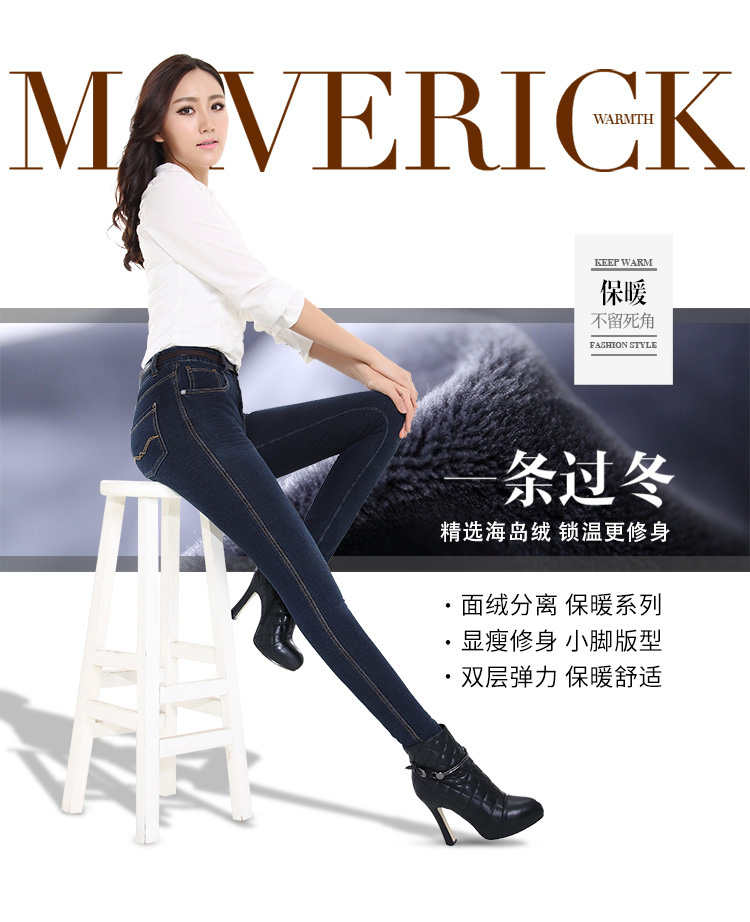 MAVERICK
WARMTH
KEEP WARM
保暖
不留死角
FASHION STYLE
一条过冬
精选海岛绒 锁温更修身
· 面绒分离 保暖系列
· 显瘦修身 小脚版型
· 双层弹力 保暖舒适